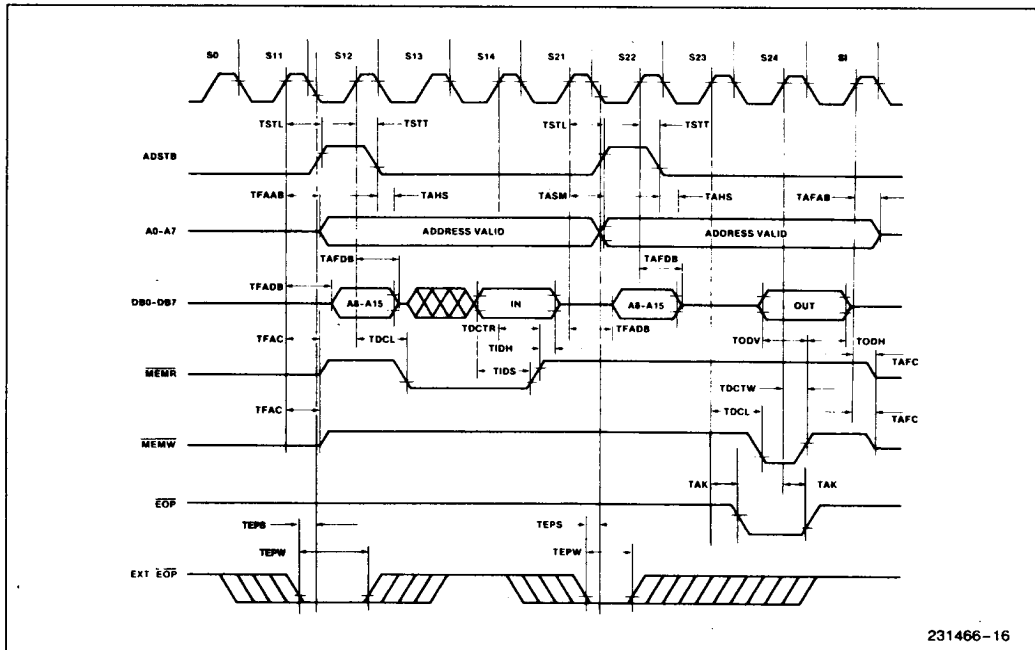 S0 S11 S12 S13 S14 S21 S22 S23 S24 SI
TSTL TSTT TSTL TSTT
ADSTB
TFAAB TAHS TASM TAHS TAFAB
A0-A7 ADDRESS VALID ADDRESS VALID
TAFDB TAFDB
TFADB
DB0-DB7 A8-A15 IN A8-A15 OUT
TDCTR TFADB
TFAC TDCL TIDH TODV TODH
MEMR TIDS TAFC
TDCTW
TFAC TDCL TAFC
MEMW
TAK TAK
EOP
TEPS TEPS
TEPW TEPW
EXT EOP
231466-16